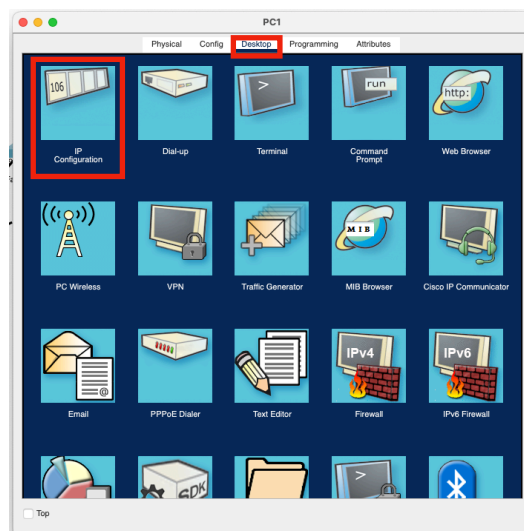 PC1
Physical Config Desktop Programming Attributes
106
>
run
http:
IP
Configuration
Dial-up
Terminal
Command
Prompt
Web Browser
MIB
PC Wireless
VPN
Traffic Generator
MIB Browser
Cisco IP Communicator
@
IPv4
IPv6
Email
PPPoE Dialer
Text Editor
Firewall
IPv6 Firewall
SDK
>
Top